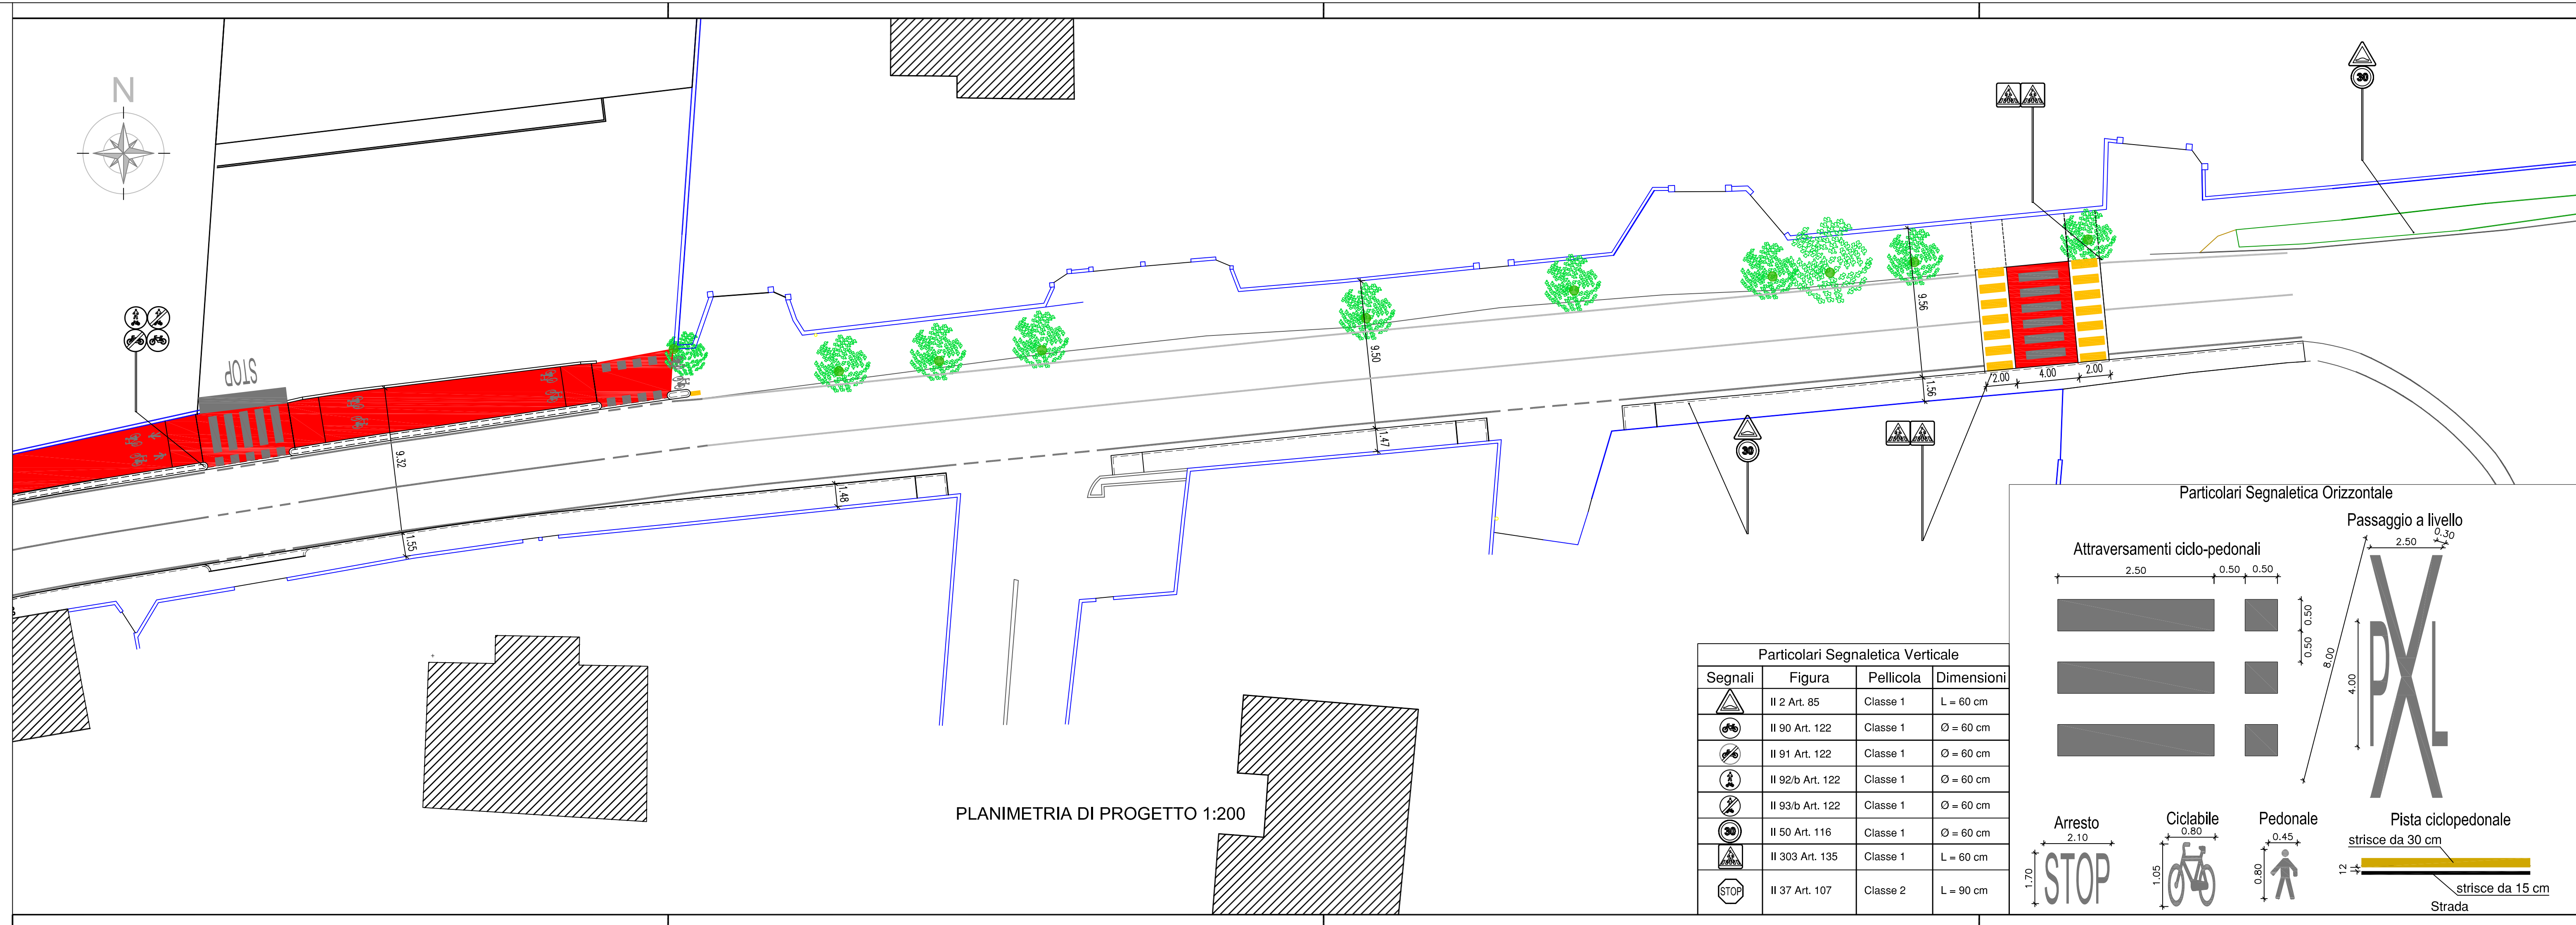 N
30
STOP
9.32
1.55
1.48
9.50
1.47
9.56
1.56
2.00
4.00
2.00
30
PLANIMETRIA DI PROGETTO 1:200
Particolari Segnaletica Verticale
Segnali Figura Pellicola Dimensioni
II 2 Art. 85 Classe 1 L = 60 cm
II 90 Art. 122 Classe 1 Ø = 60 cm
II 91 Art. 122 Classe 1 Ø = 60 cm
II 92/b Art. 122 Classe 1 Ø = 60 cm
II 93/b Art. 122 Classe 1 Ø = 60 cm
30 II 50 Art. 116 Classe 1 Ø = 60 cm
II 303 Art. 135 Classe 1 L = 60 cm
STOP II 37 Art. 107 Classe 2 L = 90 cm
Particolari Segnaletica Orizzontale
Attraversamenti ciclo-pedonali
2.50 0.50 0.50
0.50
0.50
Passaggio a livello
0.30
2.50
8.00
4.00
P L
Arresto
2.10
1.70
STOP
Ciclabile
0.80
1.05
Pedonale
0.45
0.80
Pista ciclopedonale
strisce da 30 cm
12
strisce da 15 cm
Strada